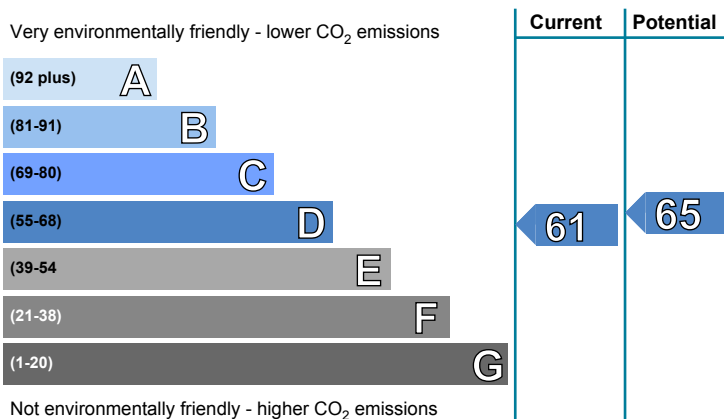 Current Potential
Very environmentally friendly - lower CO2 emissions
(92 plus) A
(81-91) B
(69-80) C
(55-68) D
61 65
(39-54 E
(21-38) F
(1-20) G
Not environmentally friendly - higher CO2 emissions